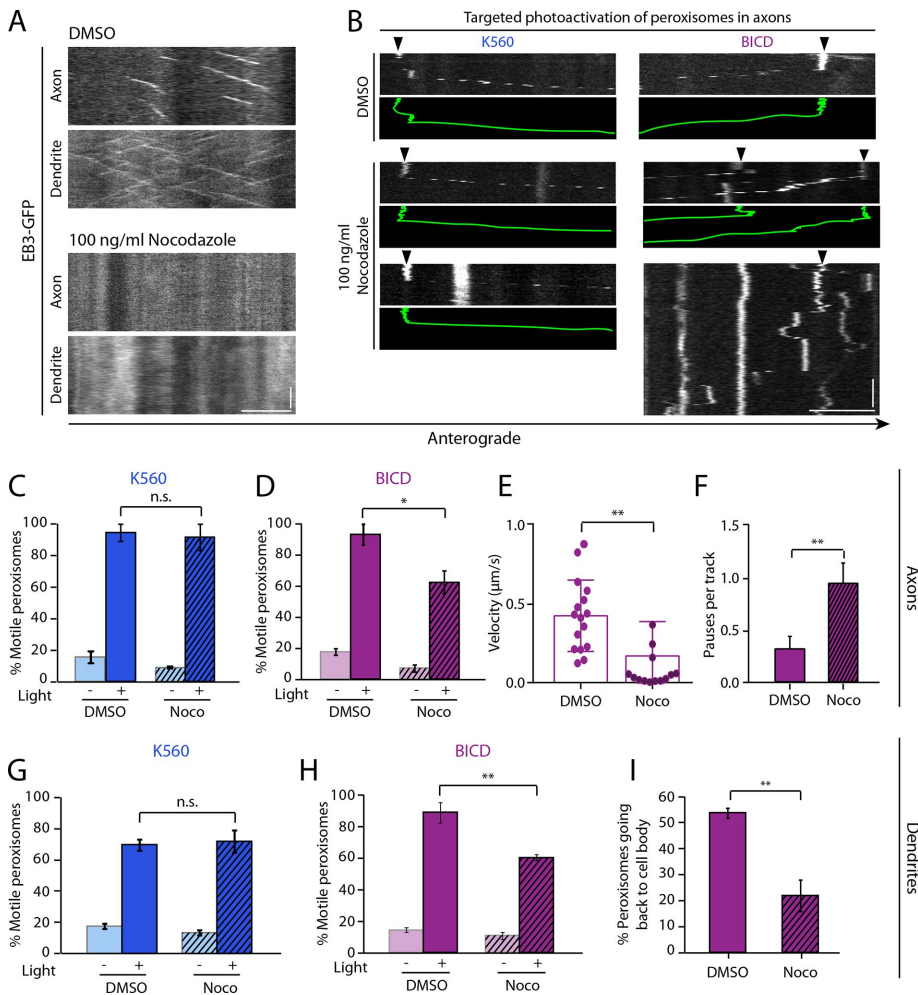 A
DMSO
Axon
Dendrite
100 ng/ml Nocodazole
Axon
Dendrite
EB3-GFP
B
Targeted photoactivation of peroxisomes in axons
K560
BICD
DMSO
100 ng/ml
Nocodazole
Anterograde
C
K560
n.s.
% Motile peroxisomes
100
80
60
40
20
0
Light
- + - +
DMSO Noco
D
BICD
*
% Motile peroxisomes
100
80
60
40
20
0
- + - +
DMSO Noco
E
**
Velocity (µm/s)
1.0
0.5
0.0
DMSO Noco
F
**
Pauses per track
1.5
1.0
0.5
0.0
DMSO Noco
Axons
G
K560
n.s.
% Motile peroxisomes
100
80
60
40
20
0
Light
- + - +
DMSO Noco
H
BICD
**
% Motile peroxisomes
100
80
60
40
20
0
Light
- + - +
DMSO Noco
I
**
% Peroxisomes going
back to cell body
60
50
40
30
20
10
0
DMSO Noco
Dendrites